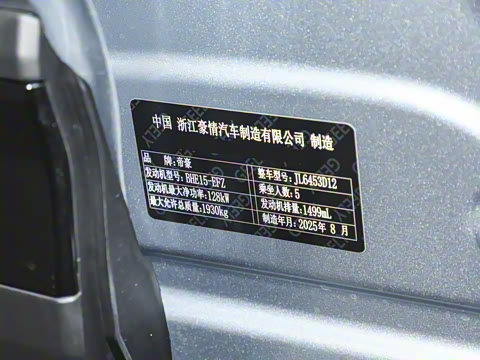 中国 浙江豪情汽车制造有限公司 制造
品 牌:帝豪 整车型号:JL6453D12
发动机型号:BHE15-EFZ 乘坐人数:5
发动机最大净功率:128kW 发动机排量:1499mL
最大允许总质量:1930kg 制造年月:2025年 8 月